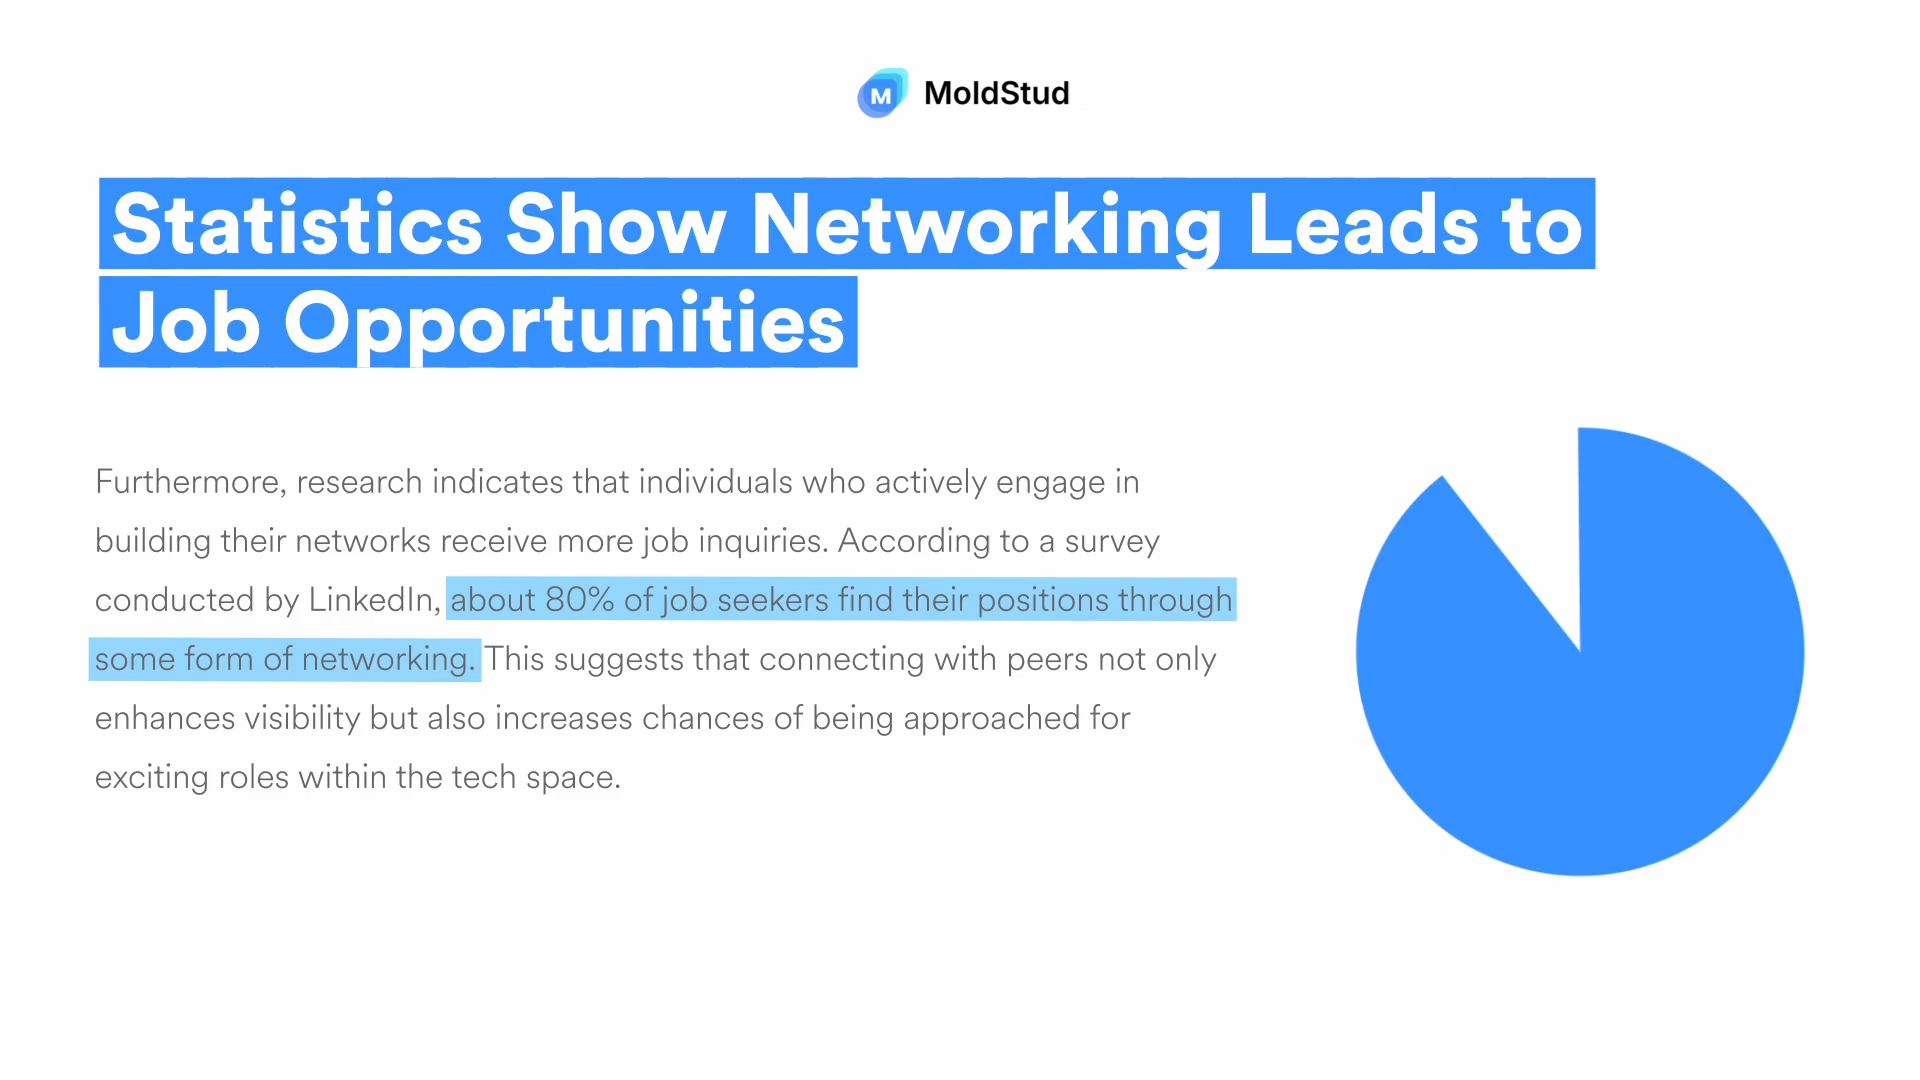 M MoldStud
Statistics Show Networking Leads to
Job Opportunities
Furthermore, research indicates that individuals who actively engage in
building their networks receive more job inquiries. According to a survey
conducted by LinkedIn, about 80% of job seekers find their positions through
some form of networking. This suggests that connecting with peers not only
enhances visibility but also increases chances of being approached for
exciting roles within the tech space.